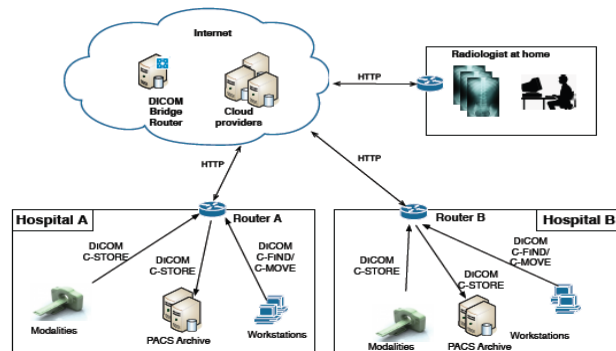 Internet
DICOM
Bridge
Router
Cloud
providers
HTTP
Radiologist at home
HTTP
HTTP
Hospital A
Router A
DiCOM
C-STORE
DiCOM
C-STORE
DiCOM
C-FiND/
C-MOVE
Modalities
PACS Archive
Workstations
Router B
Hospital B
DiCOM
C-STORE
DiCOM
C-STORE
DiCOM
C-FiND/
C-MOVE
Modalities
PACS Archive
Workstations